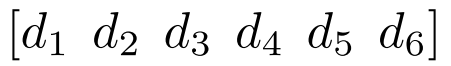 [d₁ d₂ d₃ d₄ d₅ d₆]